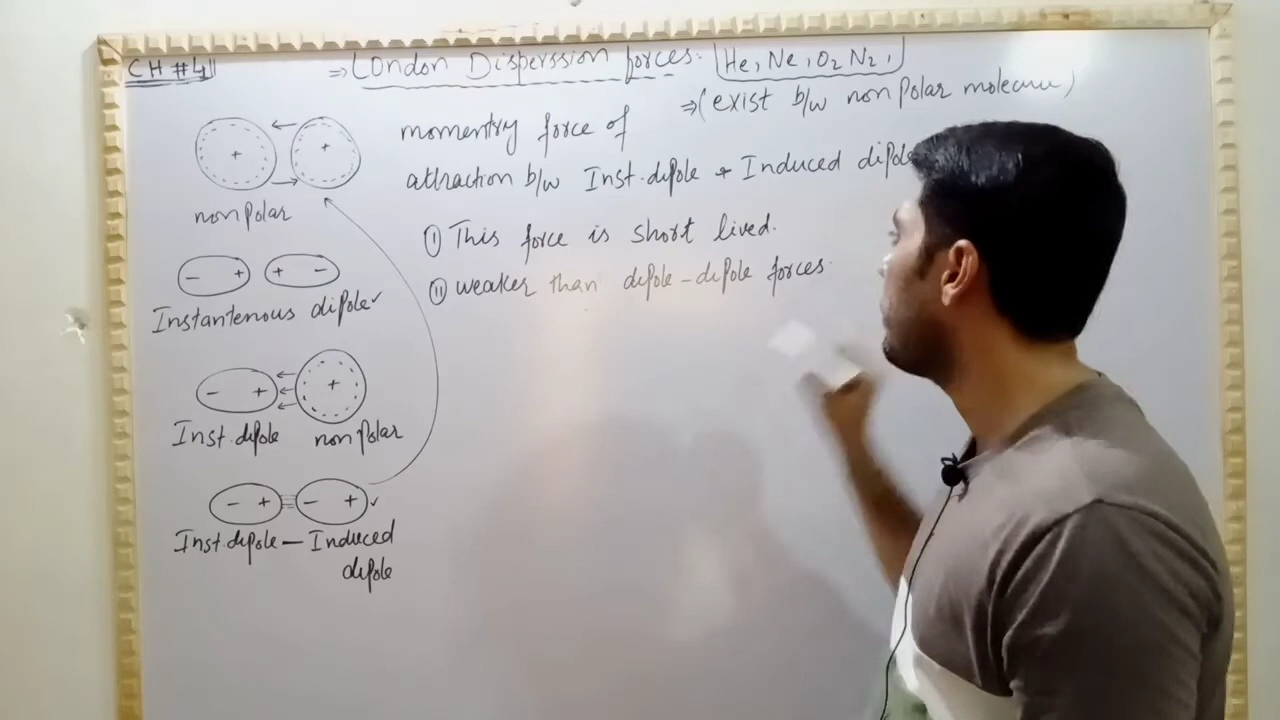 CH #4
⇒ London Disperssion forces. He, Ne, O2 N2,
⇒ (exist b/w non polar molecule)
momentry force of
attraction b/w Inst. dipole + Induced dipole
(I) This force is short lived.
(II) weaker than dipole - dipole forces.
+ +
non polar
- + + -
Instantenous dipole ✓
- + +
Inst. dipole non polar
- + - + ✓
Inst. dipole - Induced
dipole